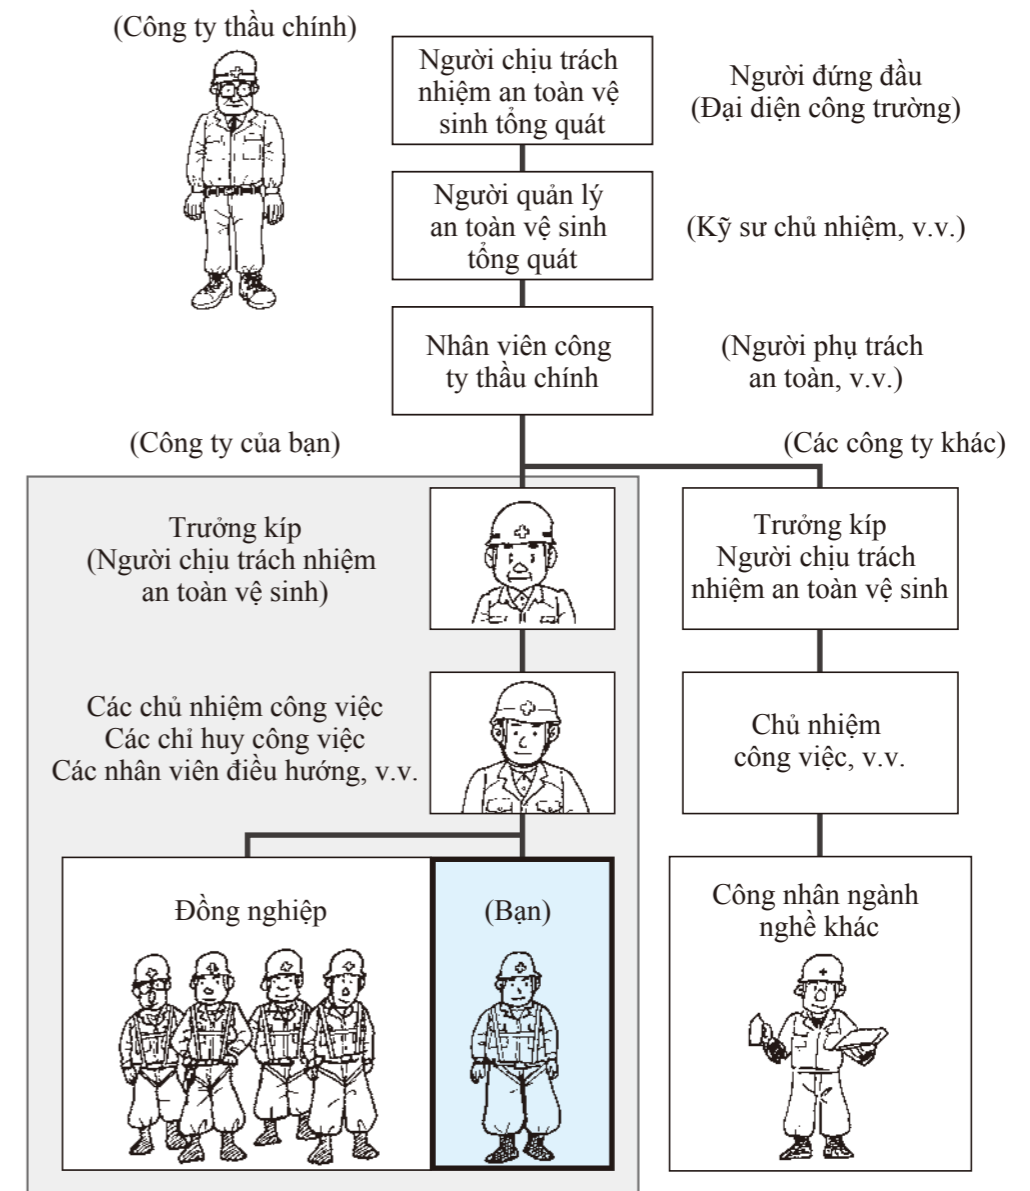 (Công ty thầu chính)
Người chịu trách
nhiệm an toàn vệ
sinh tổng quát
Người đứng đầu
(Đại diện công trường)
Người quản lý
an toàn vệ sinh
tổng quát
(Kỹ sư chủ nhiệm, v.v.)
Nhân viên công
ty thầu chính
(Người phụ trách
an toàn, v.v.)
(Công ty của bạn)
(Các công ty khác)
Trưởng kíp
(Người chịu trách nhiệm
an toàn vệ sinh)
Trưởng kíp
Người chịu trách
nhiệm an toàn vệ sinh
Các chủ nhiệm công việc
Các chỉ huy công việc
Các nhân viên điều hướng, v.v.
Chủ nhiệm
công việc, v.v.
Đồng nghiệp
(Bạn)
Công nhân ngành
nghề khác